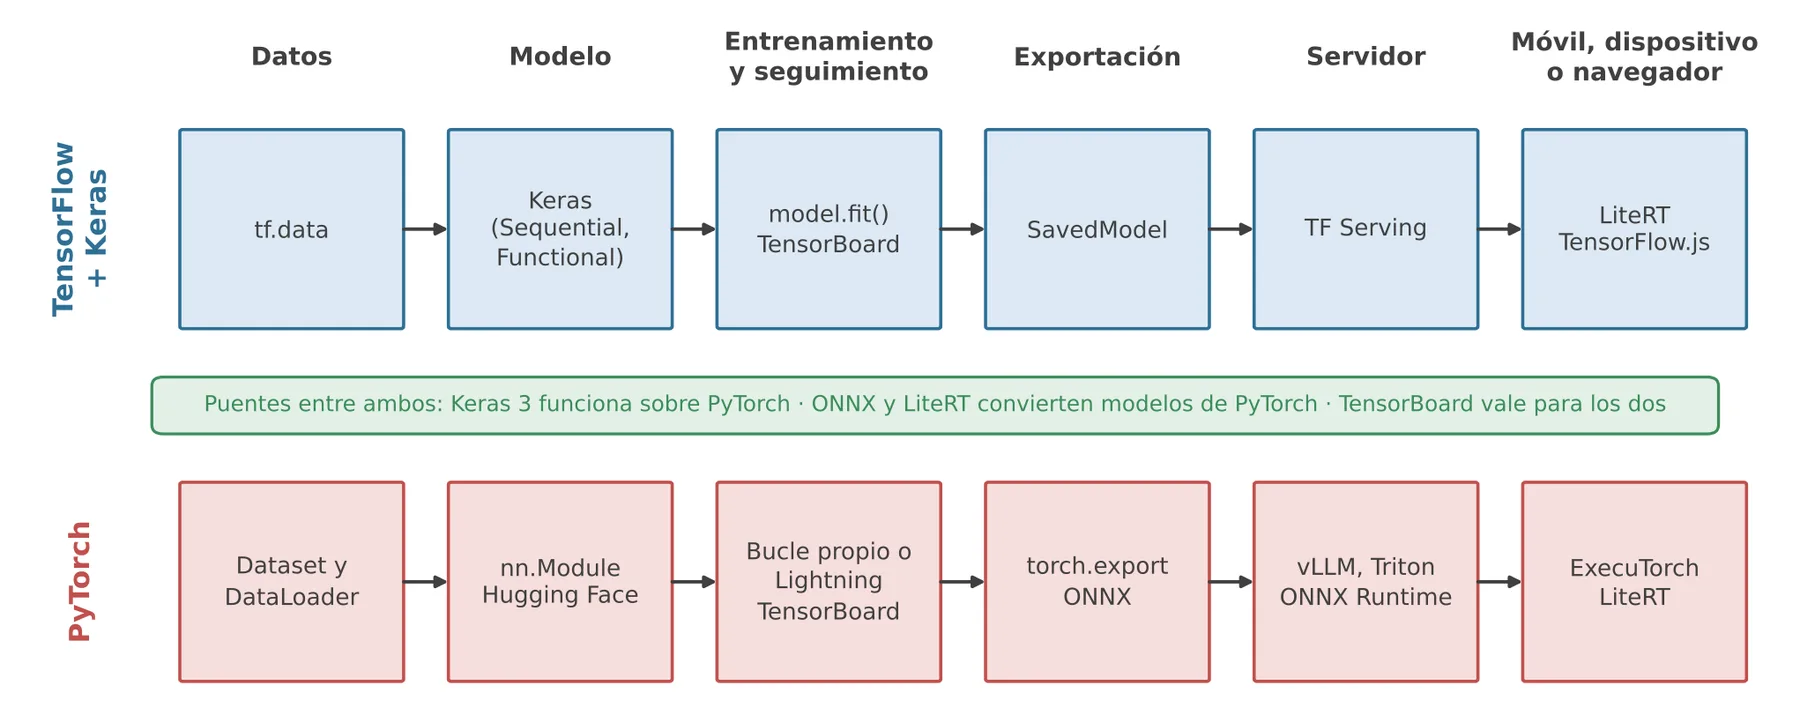 Datos
Modelo
Entrenamiento
y seguimiento
Exportación
Servidor
Móvil, dispositivo
o navegador
TensorFlow
+ Keras
tf.data
Keras
(Sequential,
Functional)
model.fit()
TensorBoard
SavedModel
TF Serving
LiteRT
TensorFlow.js
Puentes entre ambos: Keras 3 funciona sobre PyTorch · ONNX y LiteRT convierten modelos de PyTorch · TensorBoard vale para los dos
PyTorch
Dataset y
DataLoader
nn.Module
Hugging Face
Bucle propio o
Lightning
TensorBoard
torch.export
ONNX
vLLM, Triton
ONNX Runtime
ExecuTorch
LiteRT